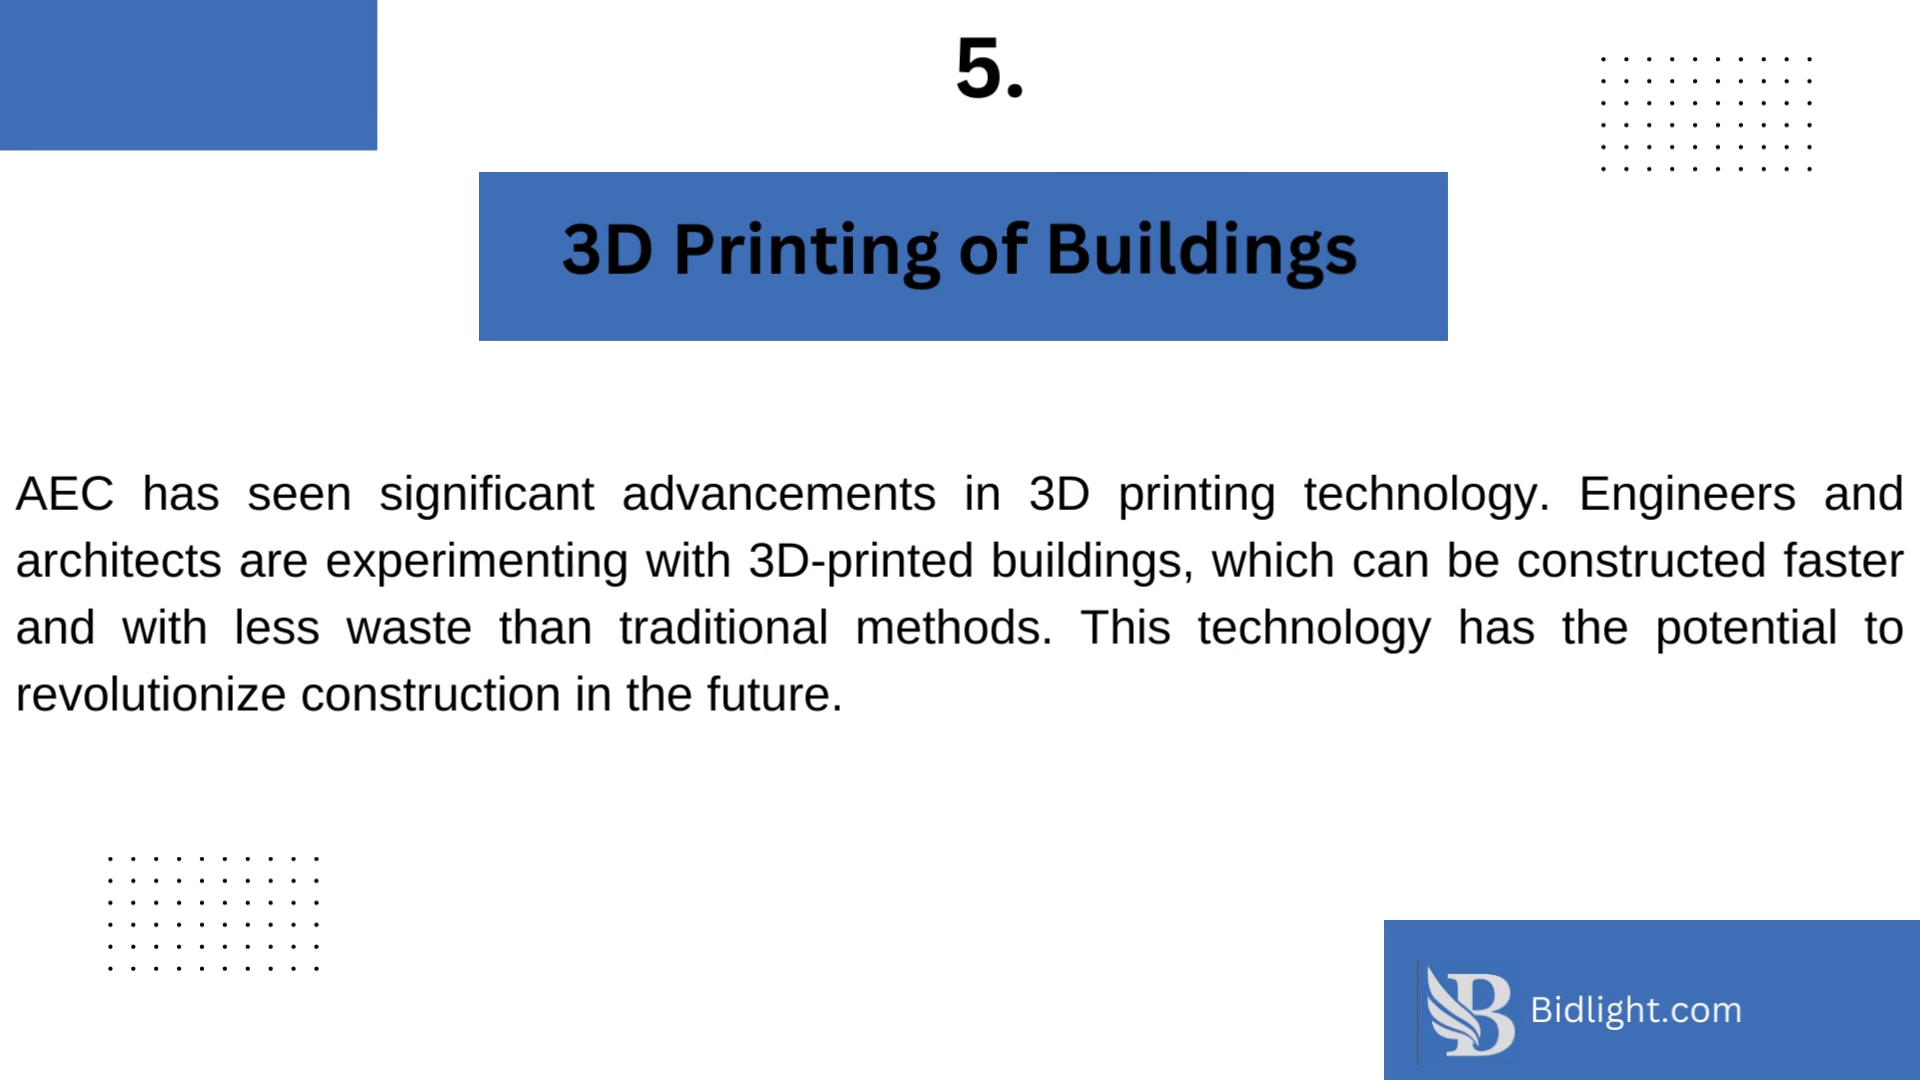 5.
3D Printing of Buildings
AEC has seen significant advancements in 3D printing technology. Engineers and
architects are experimenting with 3D-printed buildings, which can be constructed faster
and with less waste than traditional methods. This technology has the potential to
revolutionize construction in the future.
B
Bidlight.com